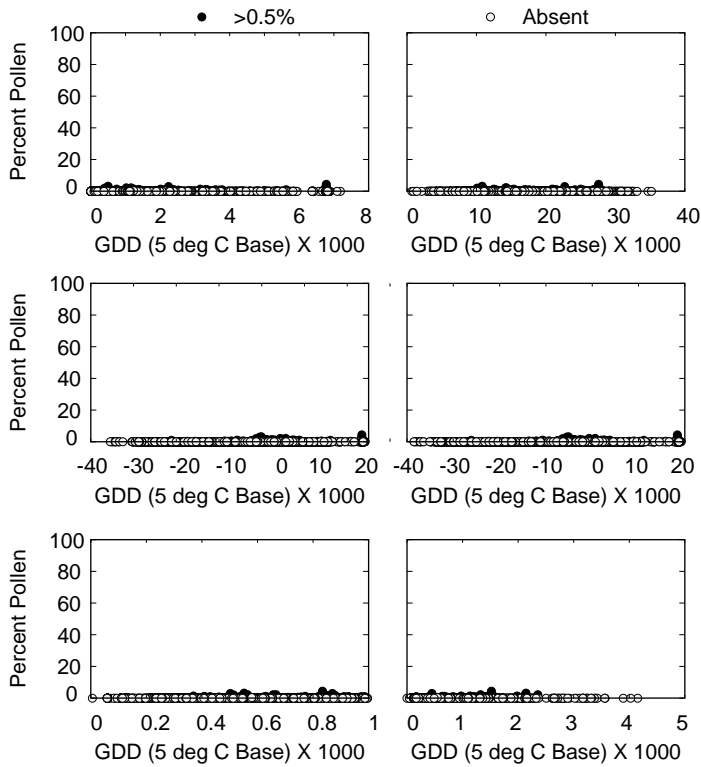 >0.5% Absent
Percent Pollen
100
80
60
40
20
0
0 2 4 6 8
GDD (5 deg C Base) X 1000
0 10 20 30 40
GDD (5 deg C Base) X 1000
Percent Pollen
100
80
60
40
20
0
-40 -30 -20 -10 0 10 20
GDD (5 deg C Base) X 1000
-40 -30 -20 -10 0 10 20
GDD (5 deg C Base) X 1000
Percent Pollen
100
80
60
40
20
0
0 0.2 0.4 0.6 0.8 1
GDD (5 deg C Base) X 1000
0 1 2 3 4 5
GDD (5 deg C Base) X 1000